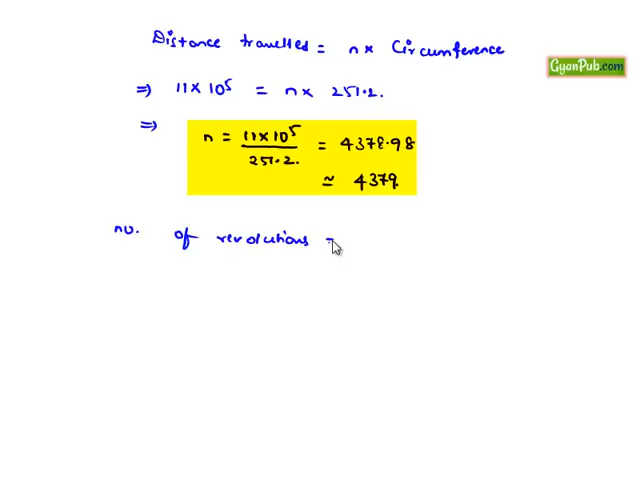 Distance travelled = n × Circumference
GyanPub.com
⇒ 11 × 10⁵ = n × 251.2.
⇒ n = 11 × 10⁵ / 251.2. = 4378.98
≃ 4379
no. of revolutions =